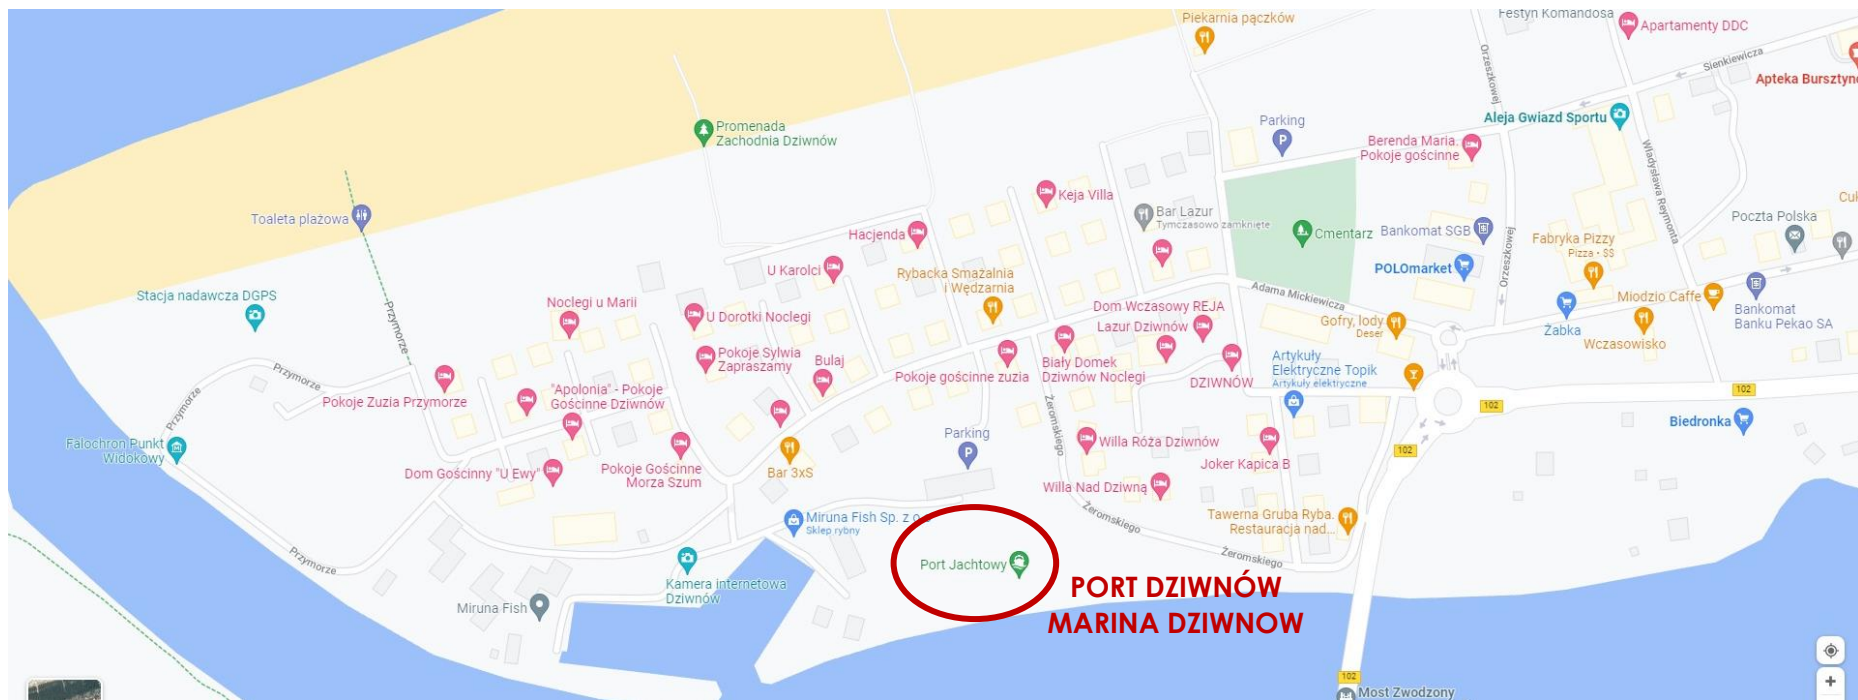 Piekarnia pączków
Festyn Komandosa
Apartamenty DDC
Sienkiewicza
Apteka Bursztyno
Orzeszkowej
Aleja Gwiazd Sportu
Promenada
Zachodnia Dziwnów
Parking
Berenda Maria.
Pokoje gościnne
Władysława Reymonta
Toaleta plażowa
Keja Villa
Bar Lazur
Tymczasowo zamknięte
Cmentarz
Bankomat SGB
Poczta Polska
Cuk
Hacjenda
Fabryka Pizzy
Pizza · $$
U Karolci
Rybacka Smażalnia
i Wędzarnia
POLOmarket
Orzeszkowej
Stacja nadawcza DGPS
Noclegi u Marii
Przymorze
U Dorotki Noclegi
Adama Mickiewicza
Dom Wczasowy REJA
Lazur Dziwnów
Gofry, lody
Deser
Żabka
Miodzio Caffe
Bankomat
Banku Pekao SA
Wczasowisko
Pokoje Sylwia
Zapraszamy
Bulaj
Pokoje gościnne zuzia
Biały Domek
Dziwnów Noclegi
DZIWNÓW
Artykuły
Elektryczne Topik
Artykuły elektryczne
Przymorze
Przymorze
Pokoje Zuzia Przymorze
"Apolonia" - Pokoje
Gościnne Dziwnów
Żeromskiego
102
102
102
Biedronka
Falochron Punkt
Widokowy
Dom Gościnny "U Ewy"
Pokoje Gościnne
Morza Szum
Bar 3xS
Parking
Willa Róża Dziwnów
Joker Kapica B
Willa Nad Dziwną
Żeromskiego
Tawerna Gruba Ryba.
Restauracja nad...
Miruna Fish Sp. z o.o
Sklep rybny
Żeromskiego
Przymorze
Port Jachtowy
Kamera internetowa
Dziwnów
Miruna Fish
PORT DZIWNÓW
MARINA DZIWNOW
102
Most Zwodzony
+